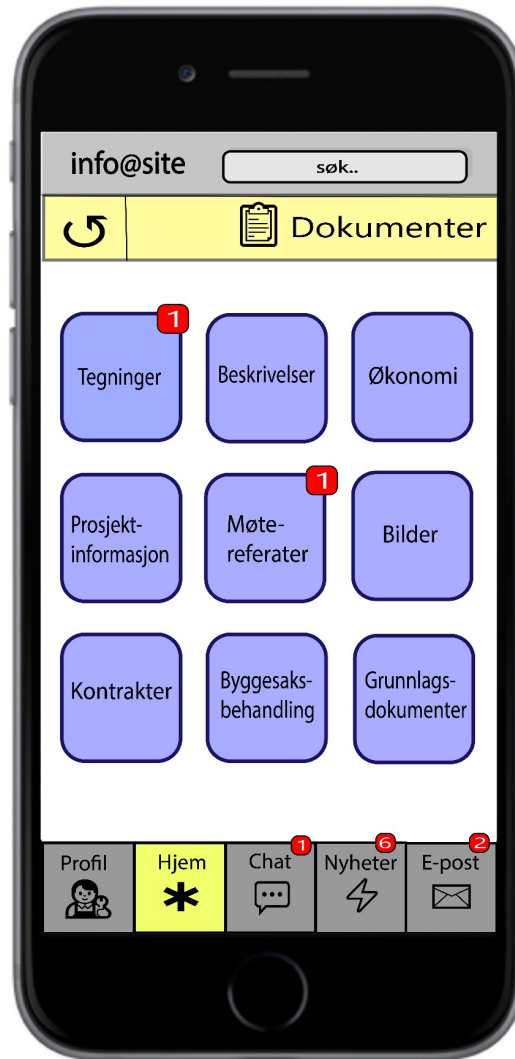 info@site
søk..
Dokumenter
1
Tegninger
Beskrivelser
Økonomi
Prosjekt-
informasjon
1
Møte-
referater
Bilder
Kontrakter
Byggesaks-
behandling
Grunnlags-
dokumenter
Profil
Hjem
Chat
1
Nyheter
6
E-post
2